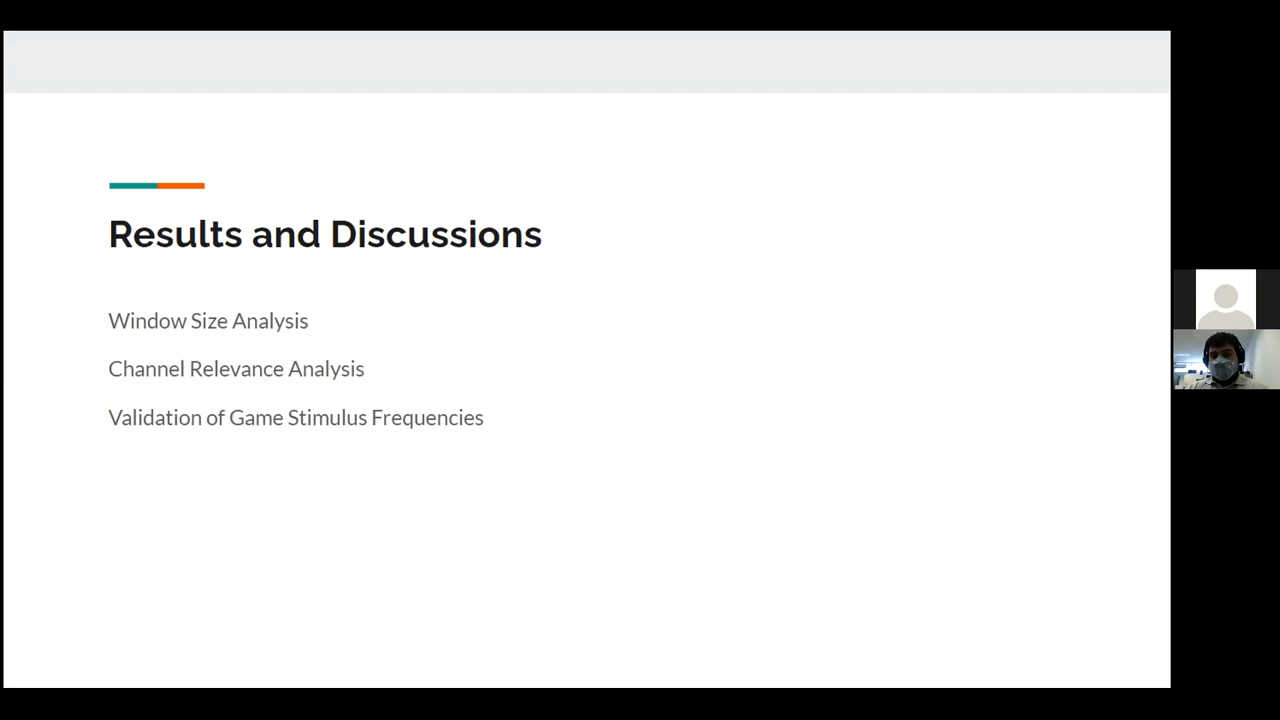 Results and Discussions
Window Size Analysis
Channel Relevance Analysis
Validation of Game Stimulus Frequencies